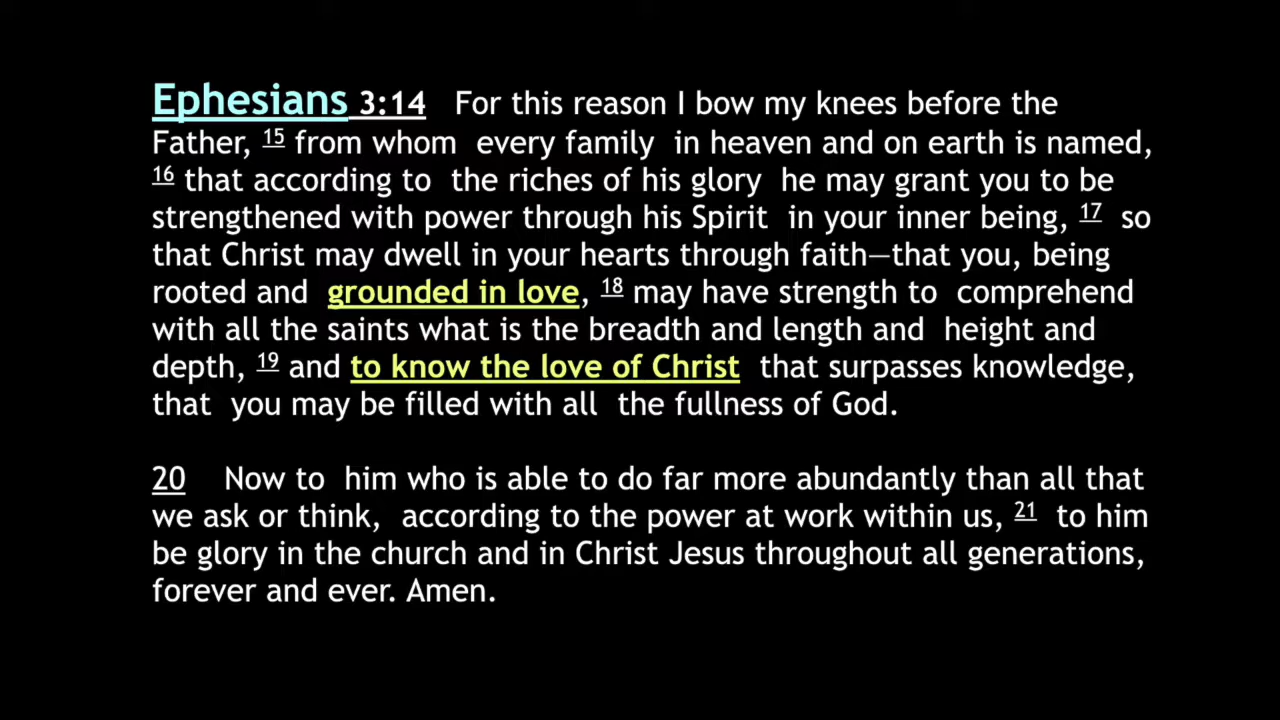 Ephesians 3:14 For this reason I bow my knees before the
Father, 15 from whom every family in heaven and on earth is named,
16 that according to the riches of his glory he may grant you to be
strengthened with power through his Spirit in your inner being, 17 so
that Christ may dwell in your hearts through faith—that you, being
rooted and grounded in love, 18 may have strength to comprehend
with all the saints what is the breadth and length and height and
depth, 19 and to know the love of Christ that surpasses knowledge,
that you may be filled with all the fullness of God.
20 Now to him who is able to do far more abundantly than all that
we ask or think, according to the power at work within us, 21 to him
be glory in the church and in Christ Jesus throughout all generations,
forever and ever. Amen.